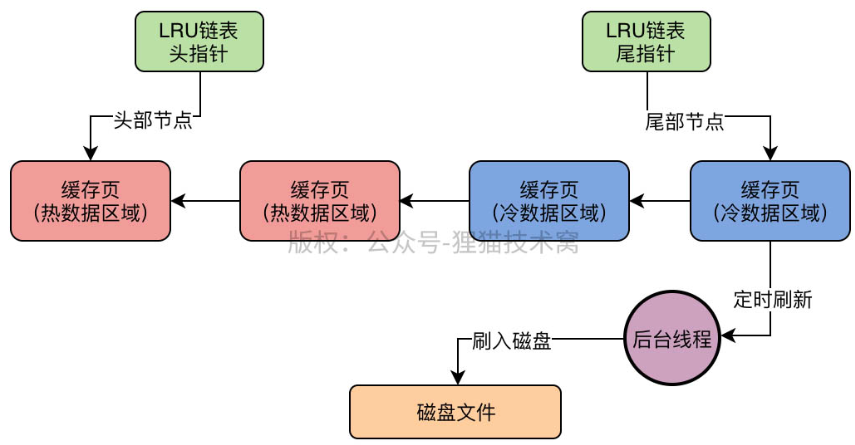 LRU链表
头指针
LRU链表
尾指针
头部节点
尾部节点
缓存页
(热数据区域)
缓存页
(热数据区域)
缓存页
(冷数据区域)
缓存页
(冷数据区域)
版权：公众号-狸猫技术窝
定时刷新
后台线程
刷入磁盘
磁盘文件